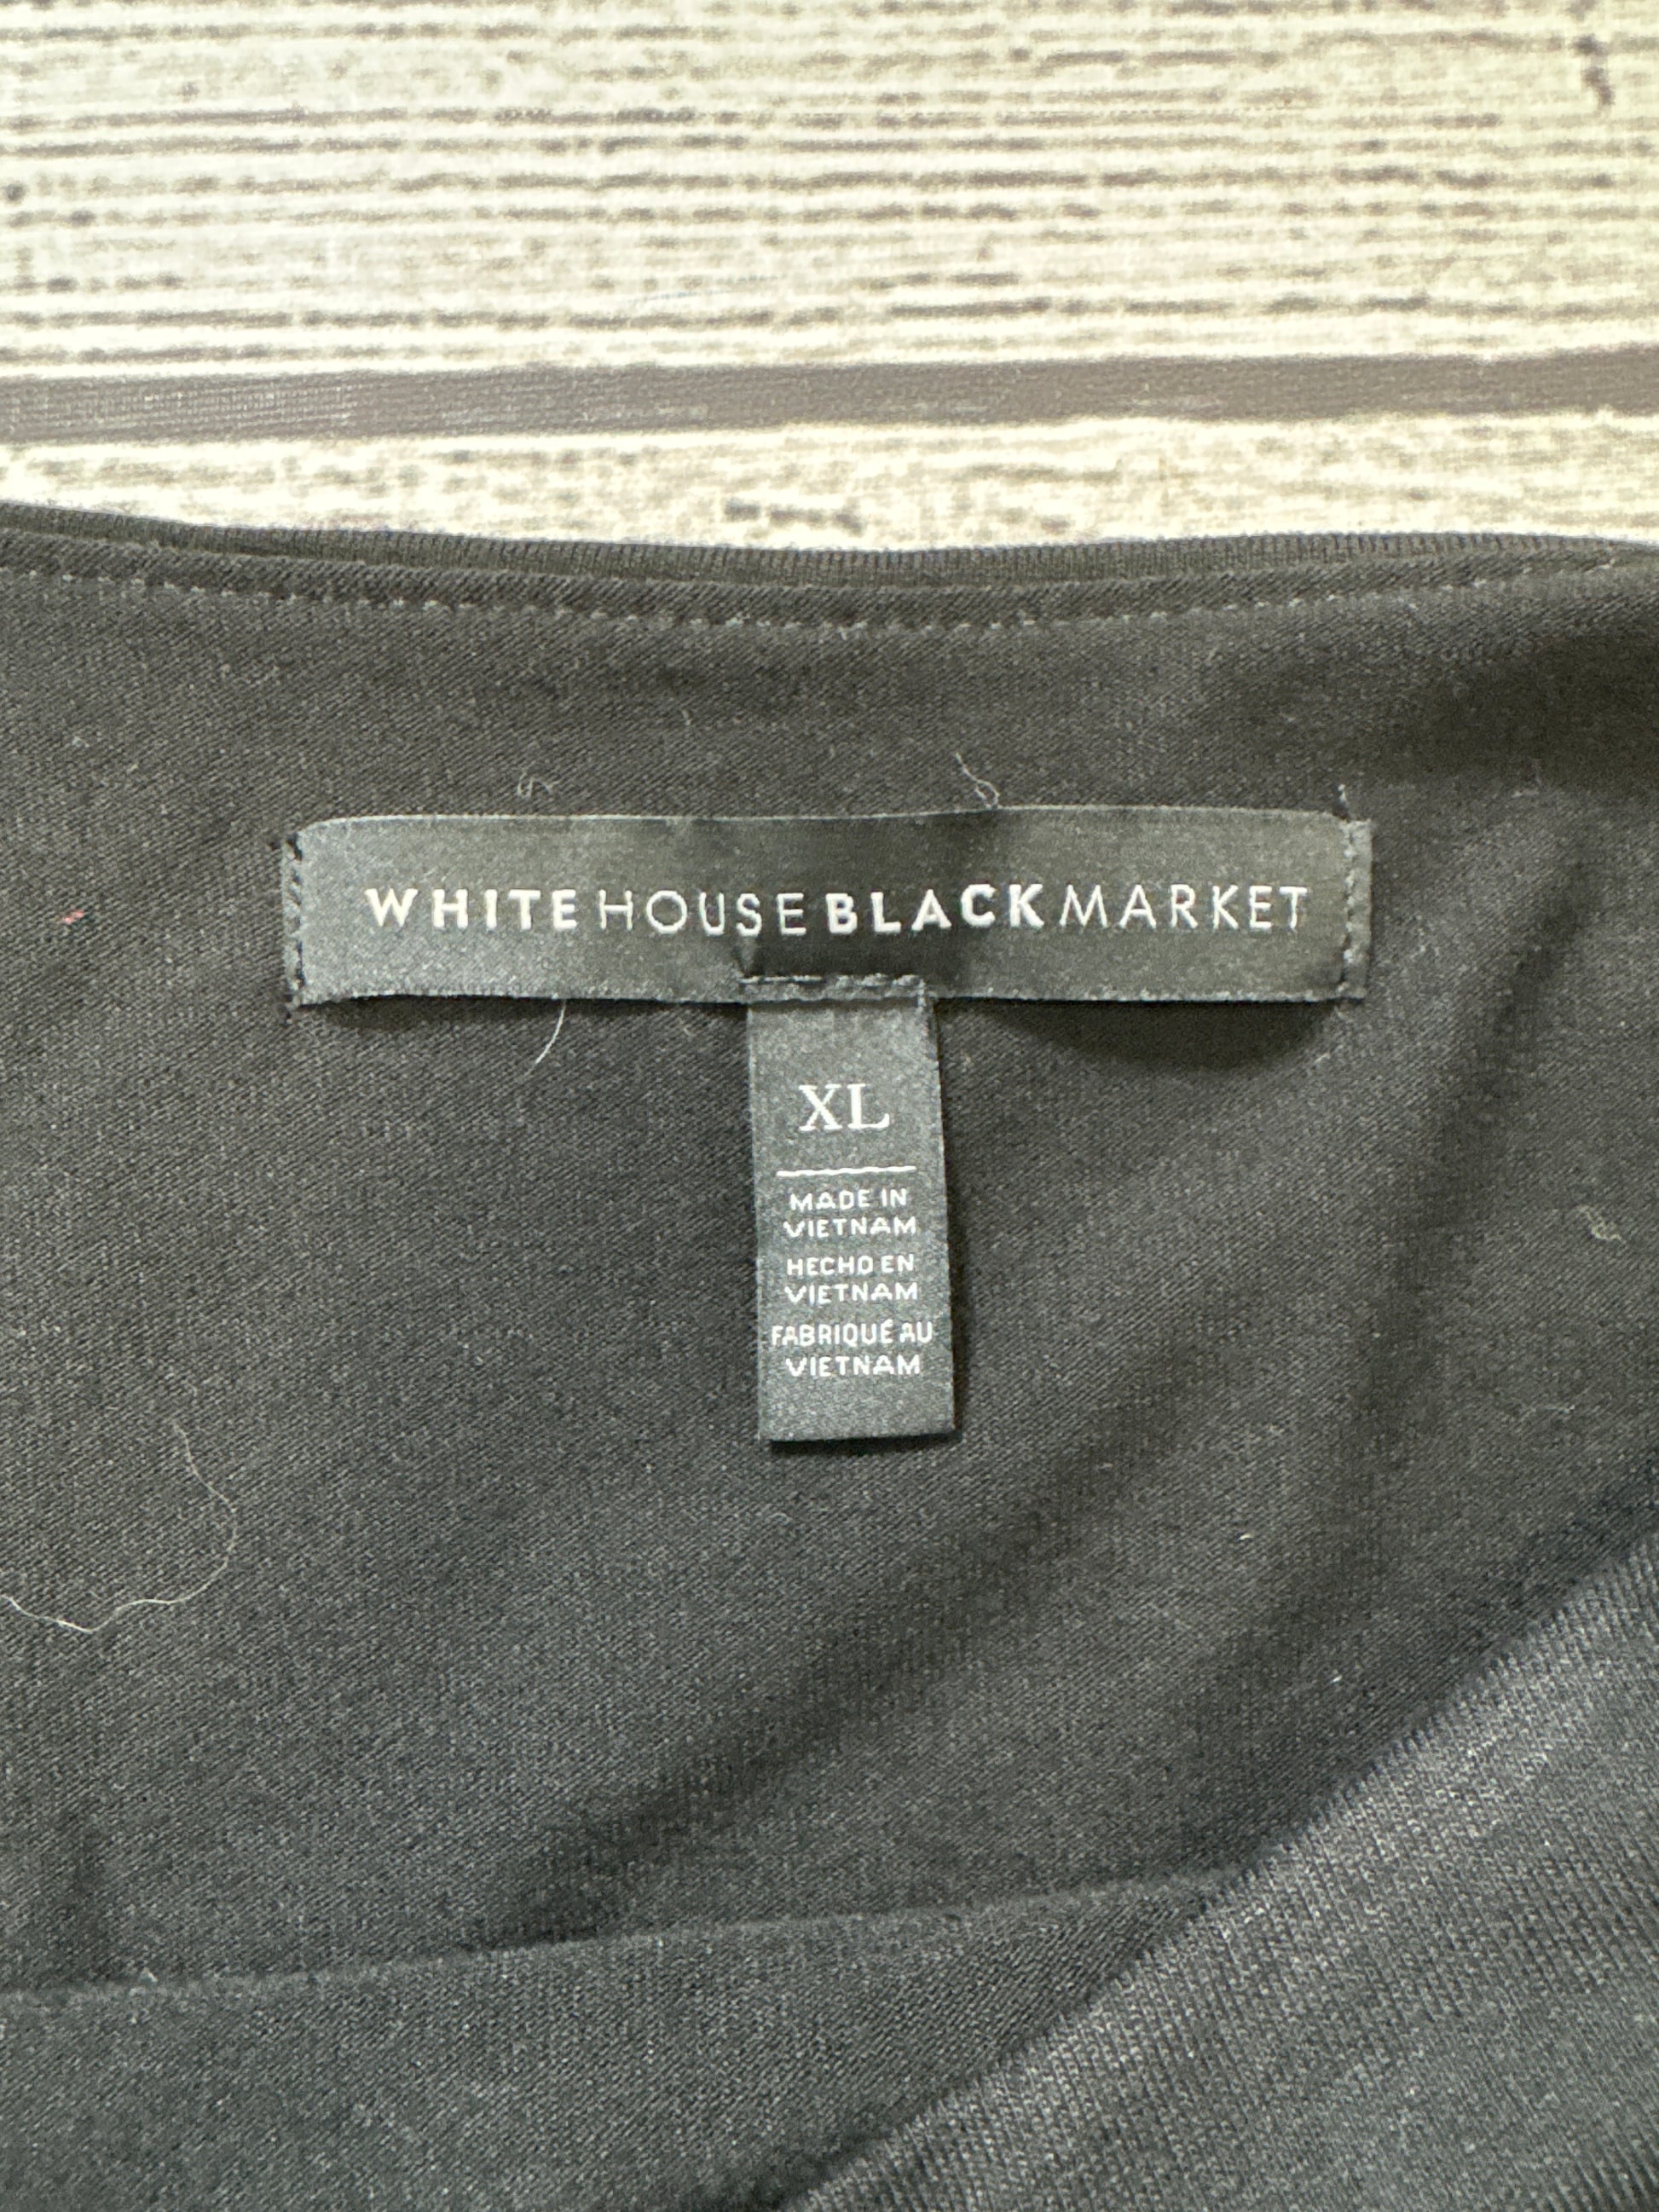 WHITE HOUSE BLACK MARKET
XL
MADE IN
VIETNAM
HECHO EN
VIETNAM
FABRIQUÉ AU
VIETNAM